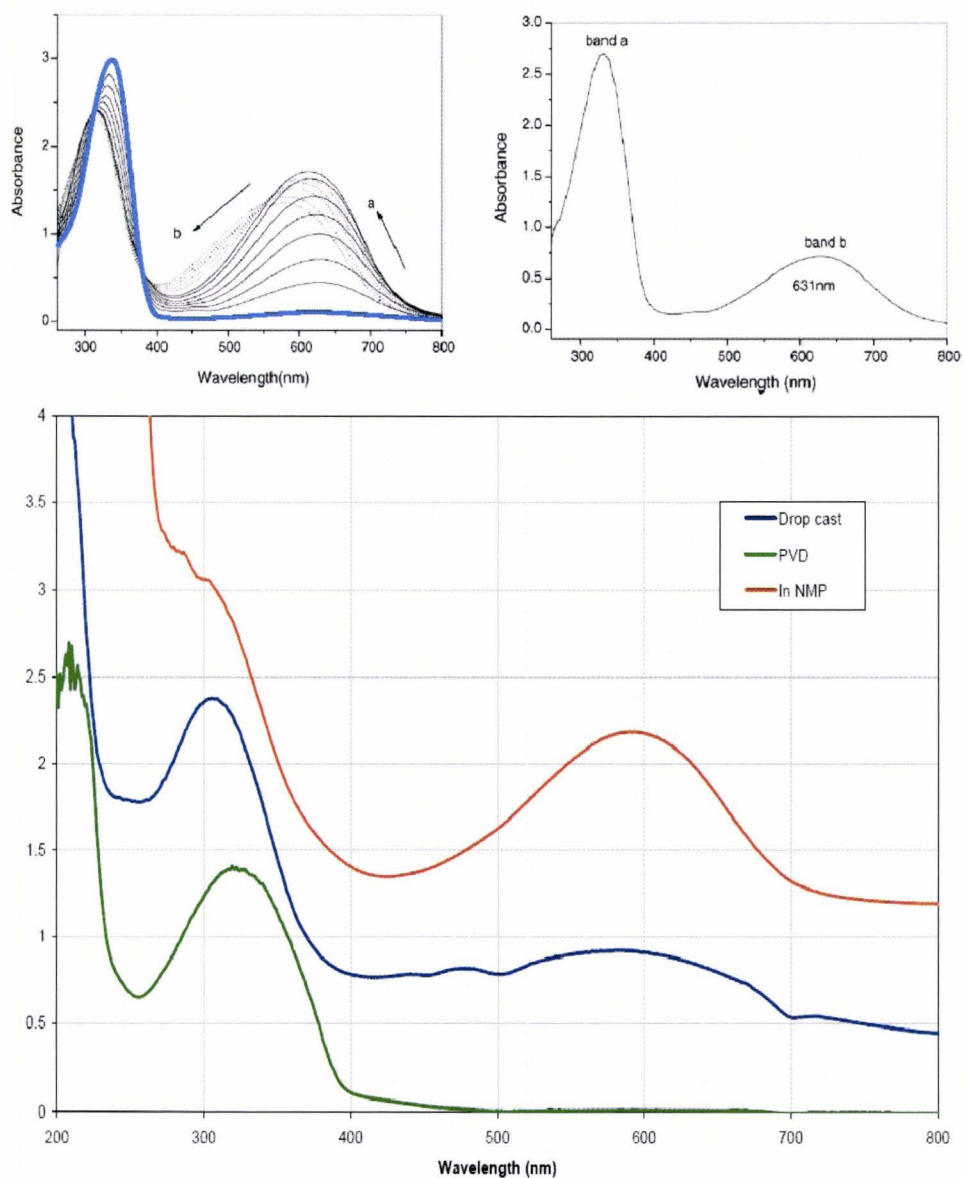 Absorbance
3
2
1
0
b
a
300 400 500 600 700 800
Wavelength(nm)
Absorbance
3.0
2.5
2.0
1.5
1.0
0.5
0.0
band a
band b
631nm
300 400 500 600 700 800
Wavelength (nm)
4
3.5
3
2.5
2
1.5
1
0.5
0
Drop cast
PVD
In NMP
200 300 400 500 600 700 800
Wavelength (nm)